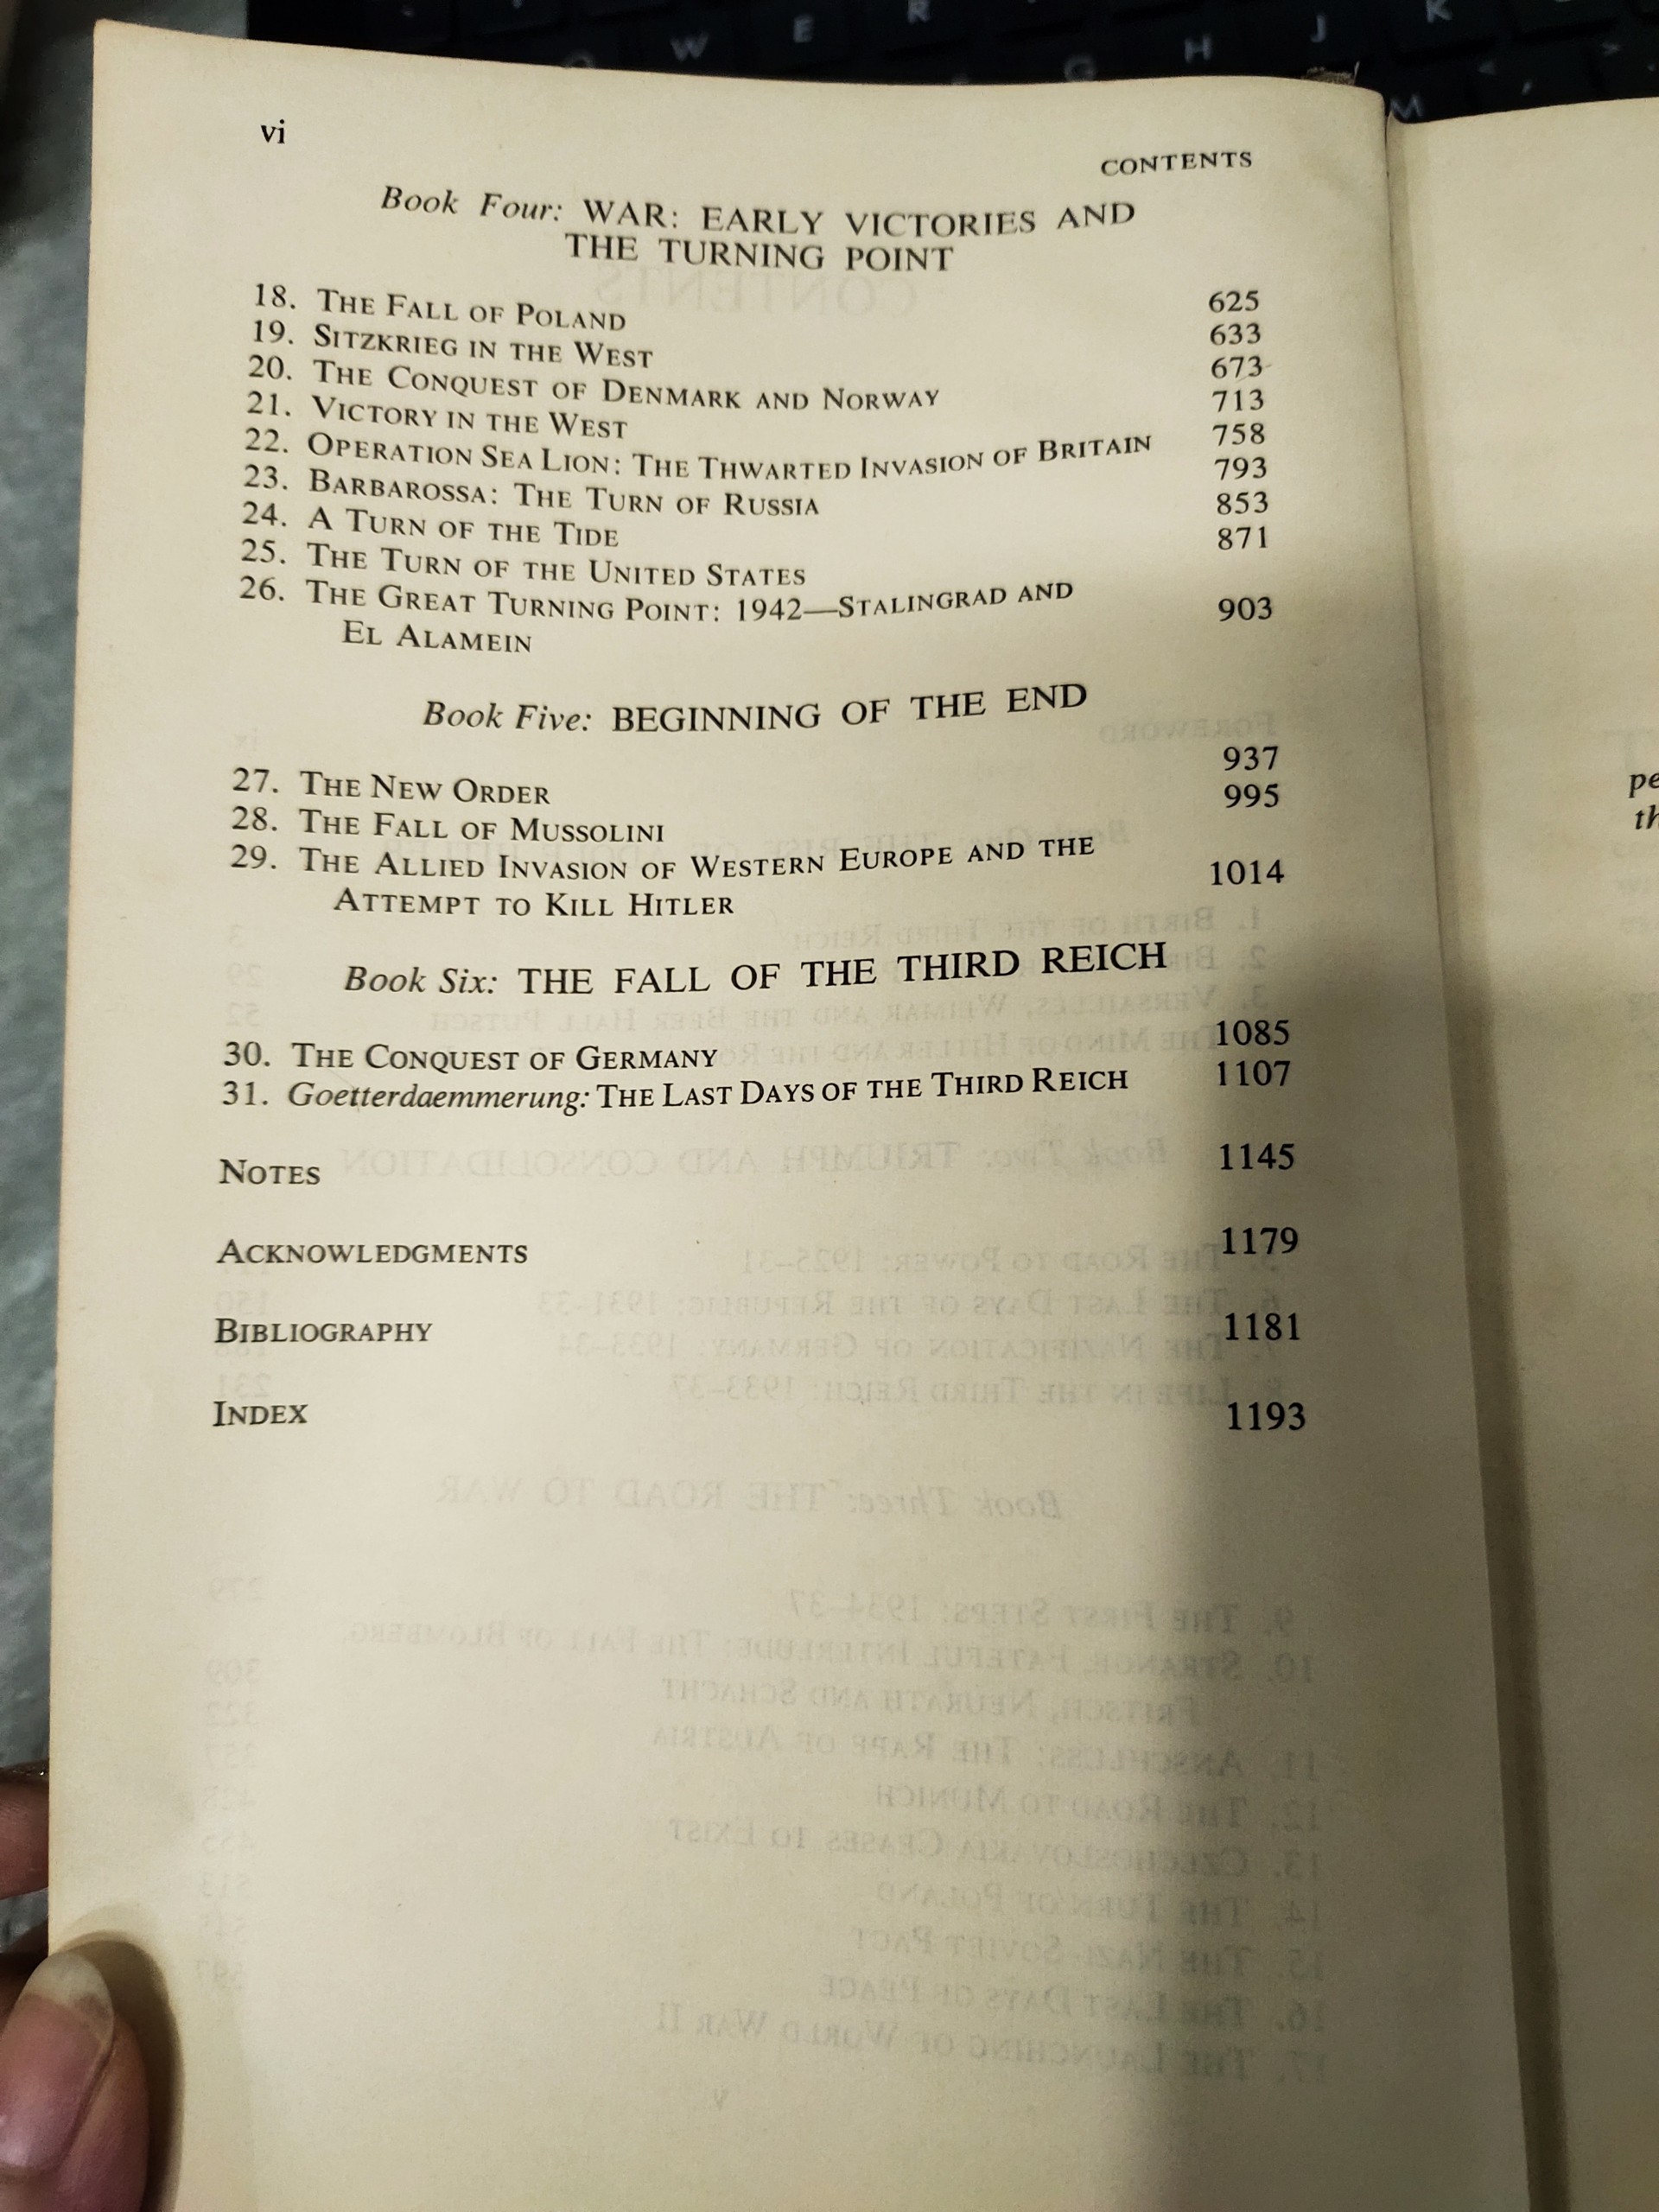 vi
CONTENTS
Book Four: WAR: EARLY VICTORIES AND
THE TURNING POINT
18. THE FALL OF POLAND 625
19. SITZKRIEG IN THE WEST 633
20. THE CONQUEST OF DENMARK AND NORWAY 673
21. VICTORY IN THE WEST 713
22. OPERATION SEA LION: THE THWARTED INVASION OF BRITAIN 758
23. BARBAROSSA: THE TURN OF RUSSIA 793
24. A TURN OF THE TIDE 853
25. THE TURN OF THE UNITED STATES 871
26. THE GREAT TURNING POINT: 1942—STALINGRAD AND
EL ALAMEIN 903
Book Five: BEGINNING OF THE END
27. THE NEW ORDER 937
28. THE FALL OF MUSSOLINI 995
29. THE ALLIED INVASION OF WESTERN EUROPE AND THE
ATTEMPT TO KILL HITLER 1014
Book Six: THE FALL OF THE THIRD REICH
30. THE CONQUEST OF GERMANY 1085
31. Goetterdaemmerung: THE LAST DAYS OF THE THIRD REICH 1107
NOTES 1145
ACKNOWLEDGMENTS 1179
BIBLIOGRAPHY 1181
INDEX 1193